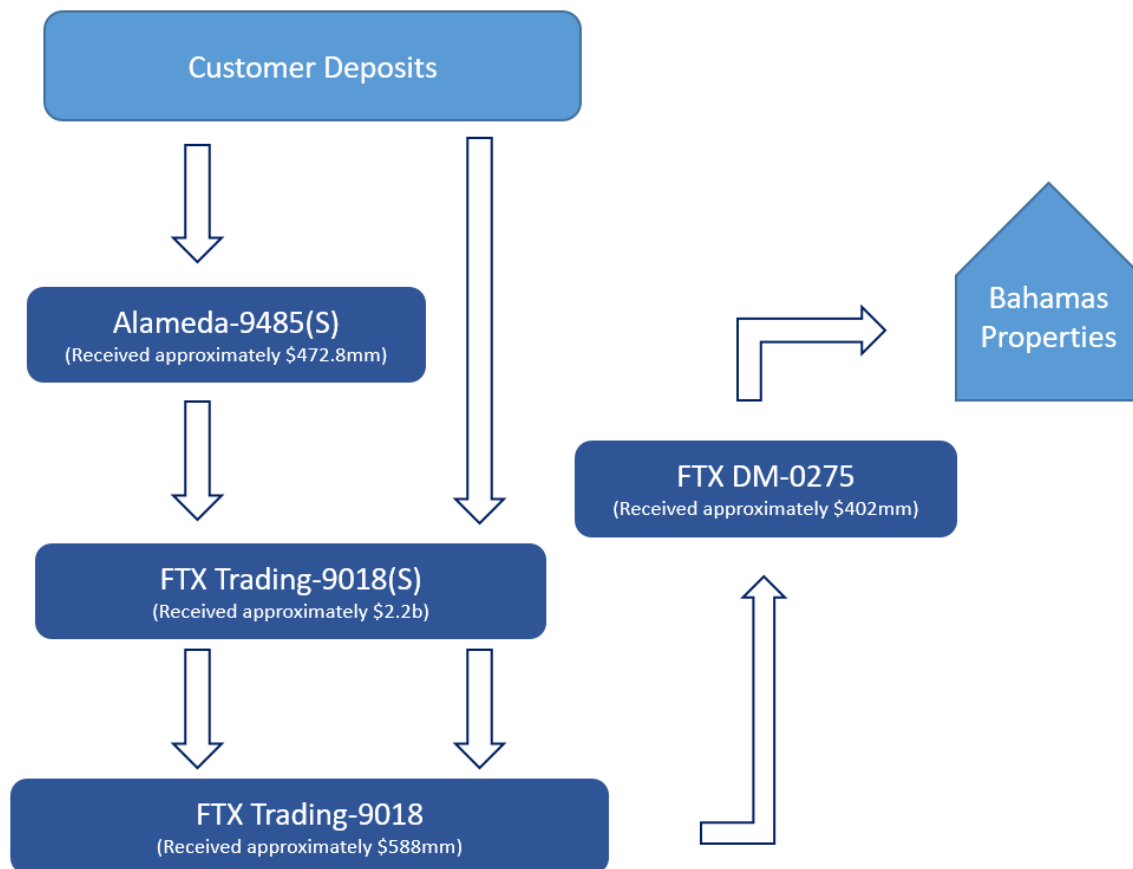 Customer Deposits
Alameda-9485(S)
(Received approximately $472.8mm)
FTX Trading-9018(S)
(Received approximately $2.2b)
FTX Trading-9018
(Received approximately $588mm)
FTX DM-0275
(Received approximately $402mm)
Bahamas
Properties